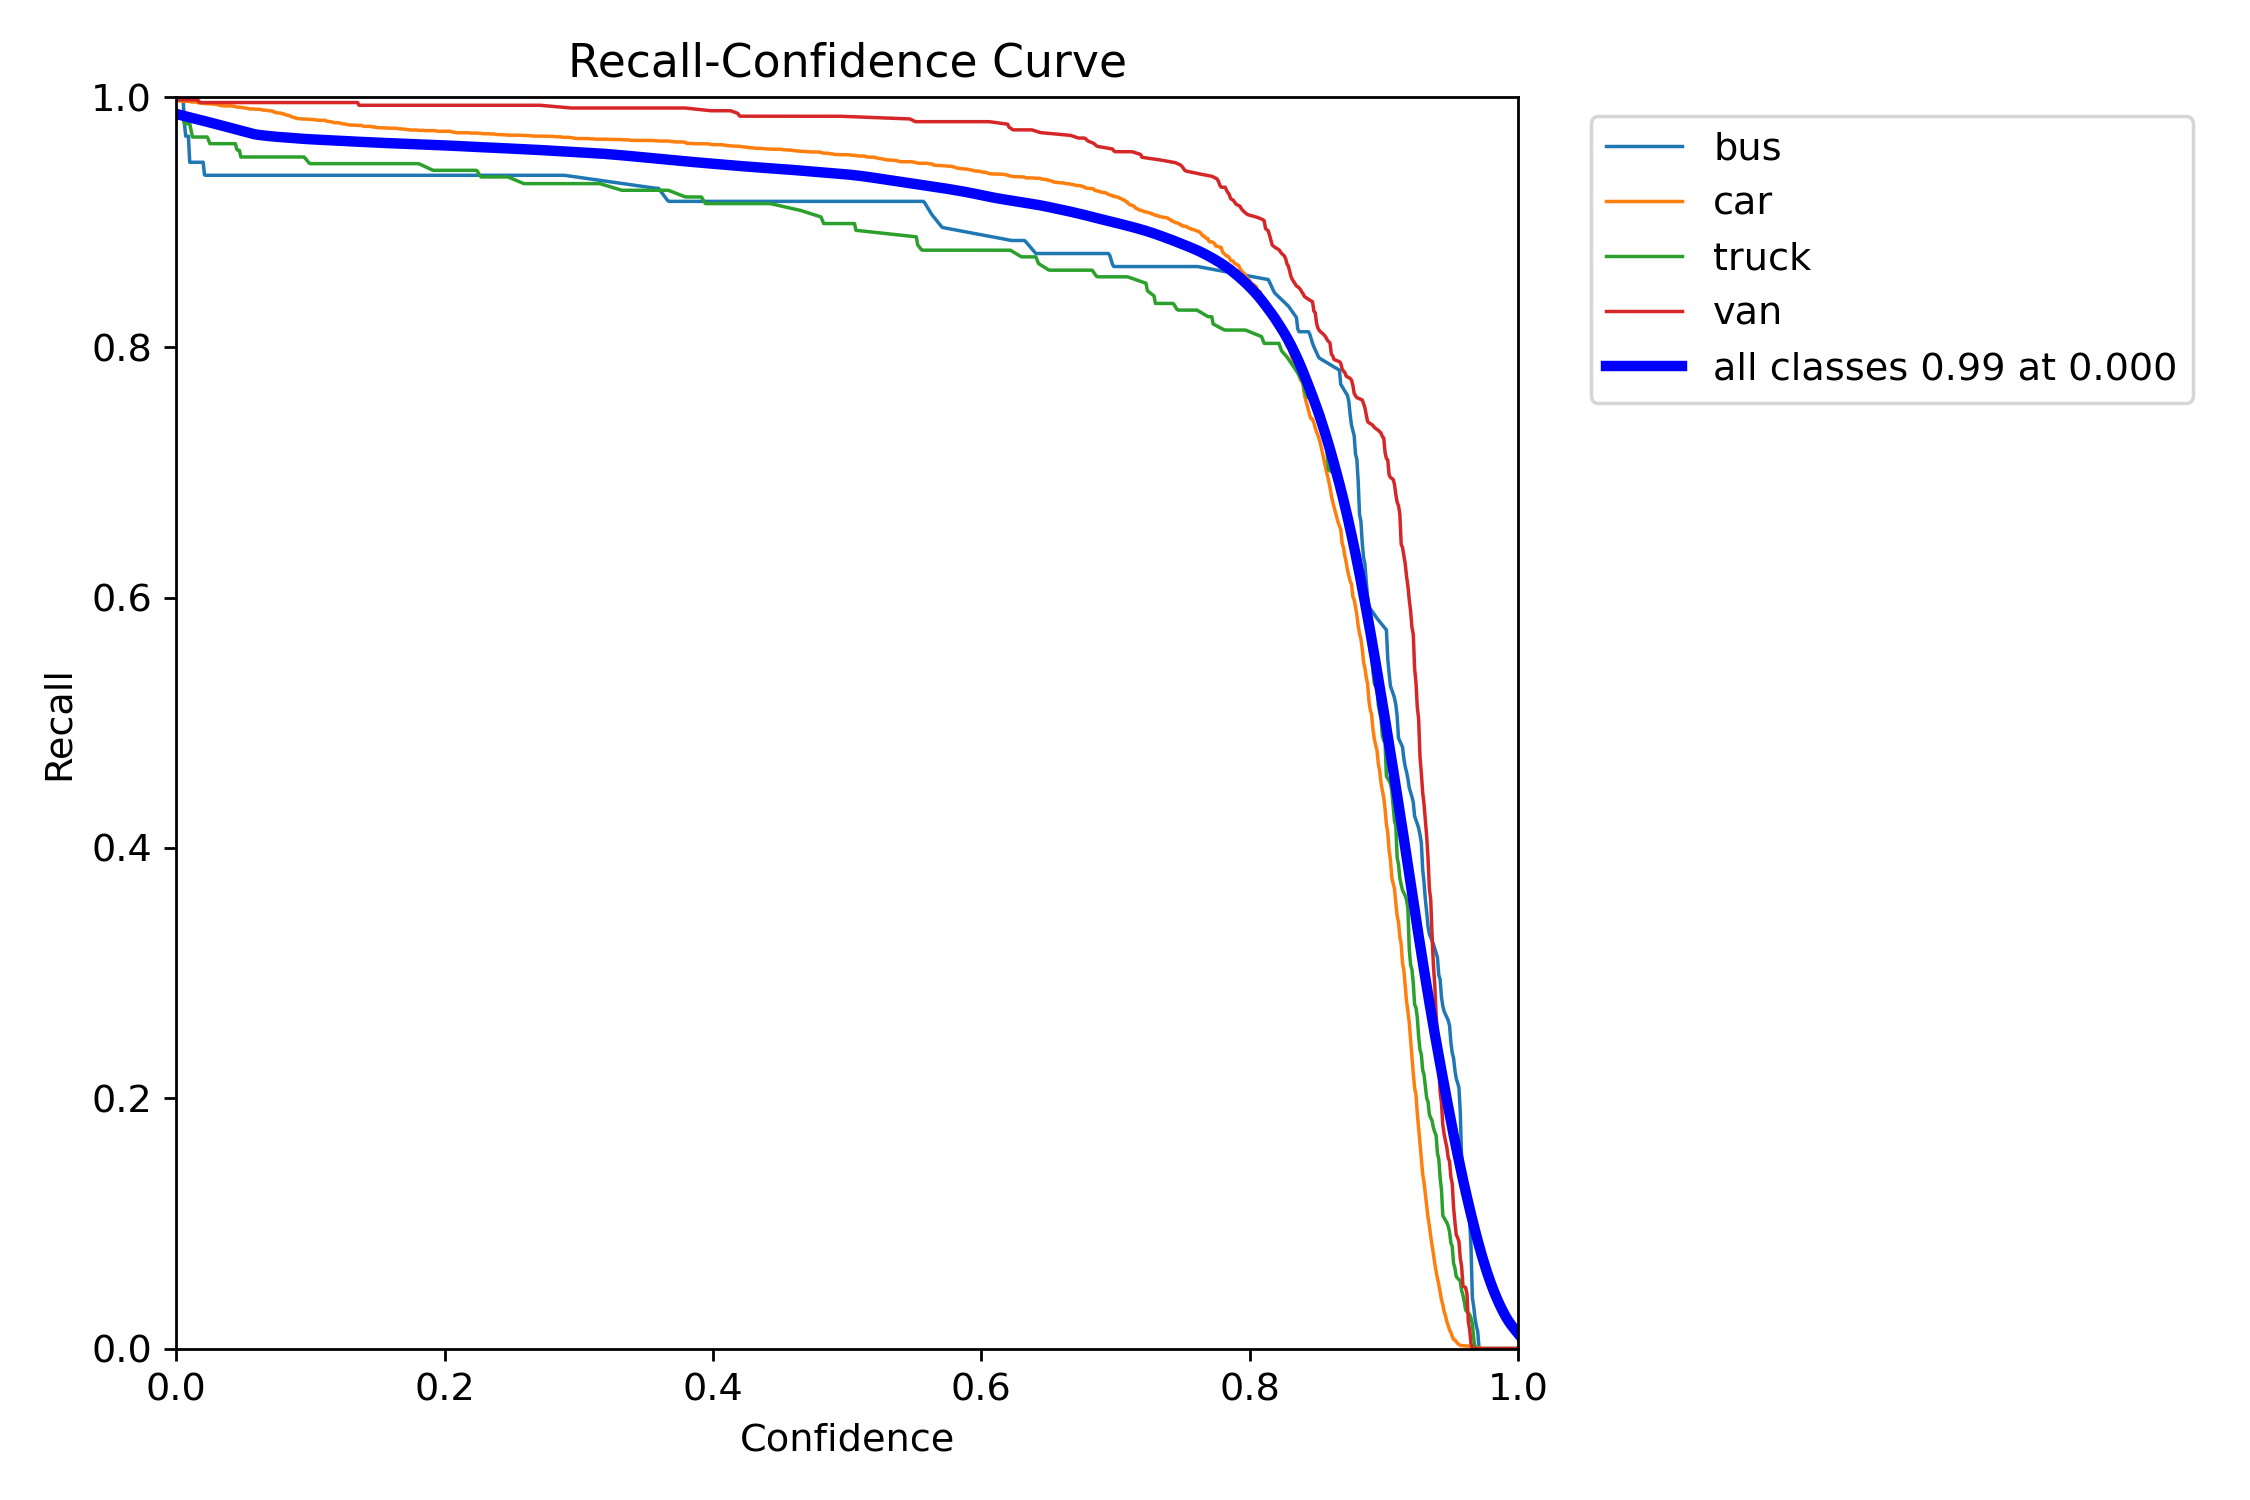 Recall-Confidence Curve
1.0
0.8
0.6
0.4
0.2
0.0
Recall
0.0 0.2 0.4 0.6 0.8 1.0
Confidence
bus
car
truck
van
all classes 0.99 at 0.000